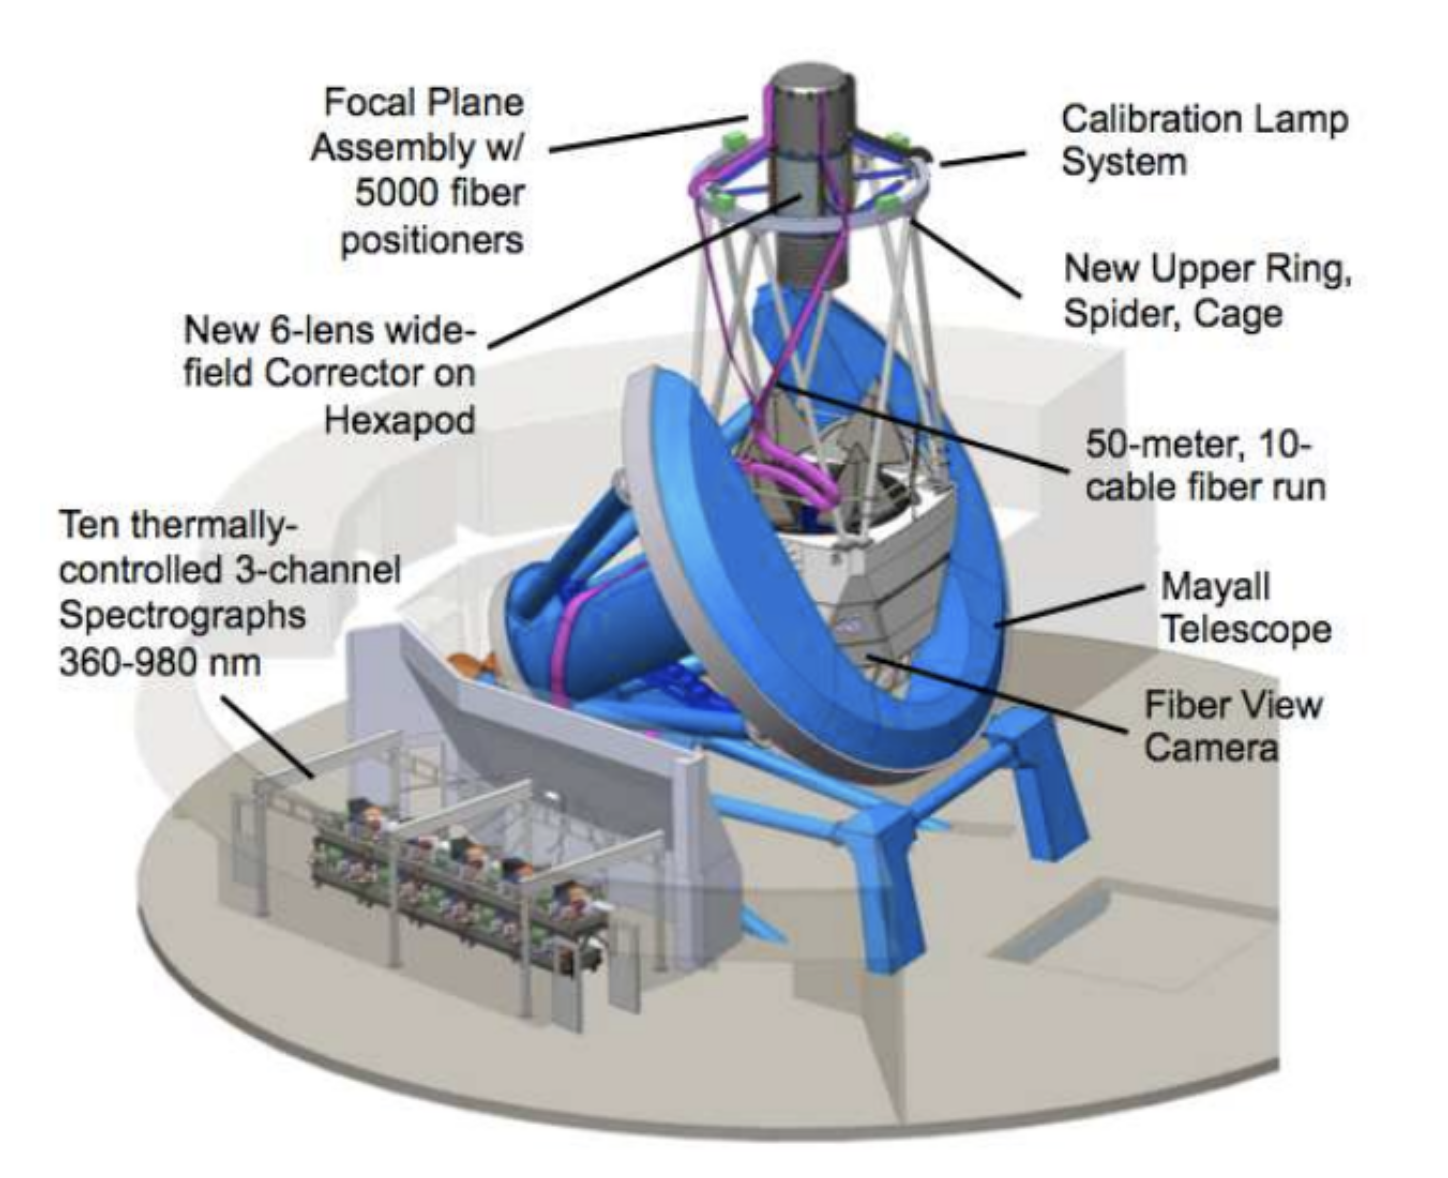 Focal Plane
Assembly w/
5000 fiber
positioners
Calibration Lamp
System
New Upper Ring,
Spider, Cage
New 6-lens wide-
field Corrector on
Hexapod
50-meter, 10-
cable fiber run
Ten thermally-
controlled 3-channel
Spectrographs
360-980 nm
Mayall
Telescope
Fiber View
Camera